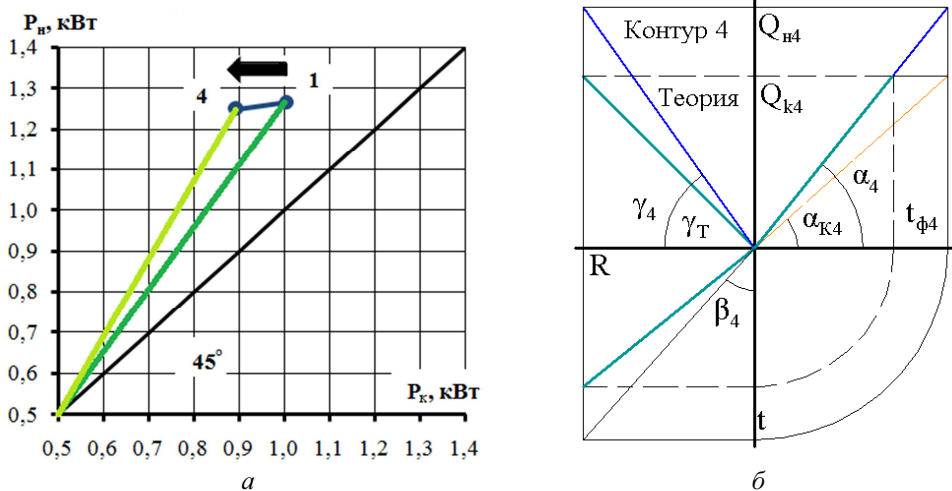 Pн, кВт
1,4
1,3
1,2
1,1
1,0
0,9
0,8
0,7
0,6
0,5
4
1
45°
Pк, кВт
0,5 0,6 0,7 0,8 0,9 1,0 1,1 1,2 1,3 1,4
а
Контур 4
Qн4
Теория
Qk4
γ4
γT
α4
αK4
tф4
R
β4
t
б